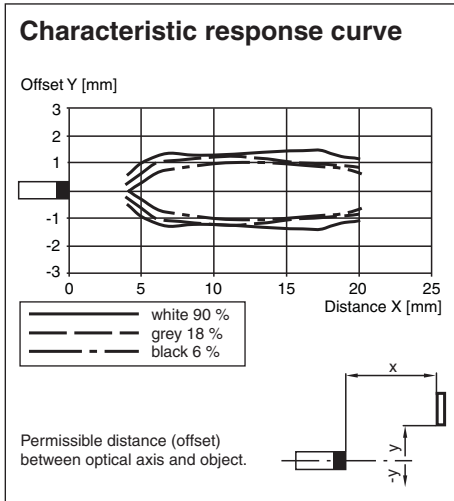 Characteristic response curve
Offset Y [mm]
3
2
1
-1
-2
-3
0 5 10 15 20 25
Distance X [mm]
white 90 %
grey 18 %
black 6 %
x
y
-y
Permissible distance (offset)
between optical axis and object.